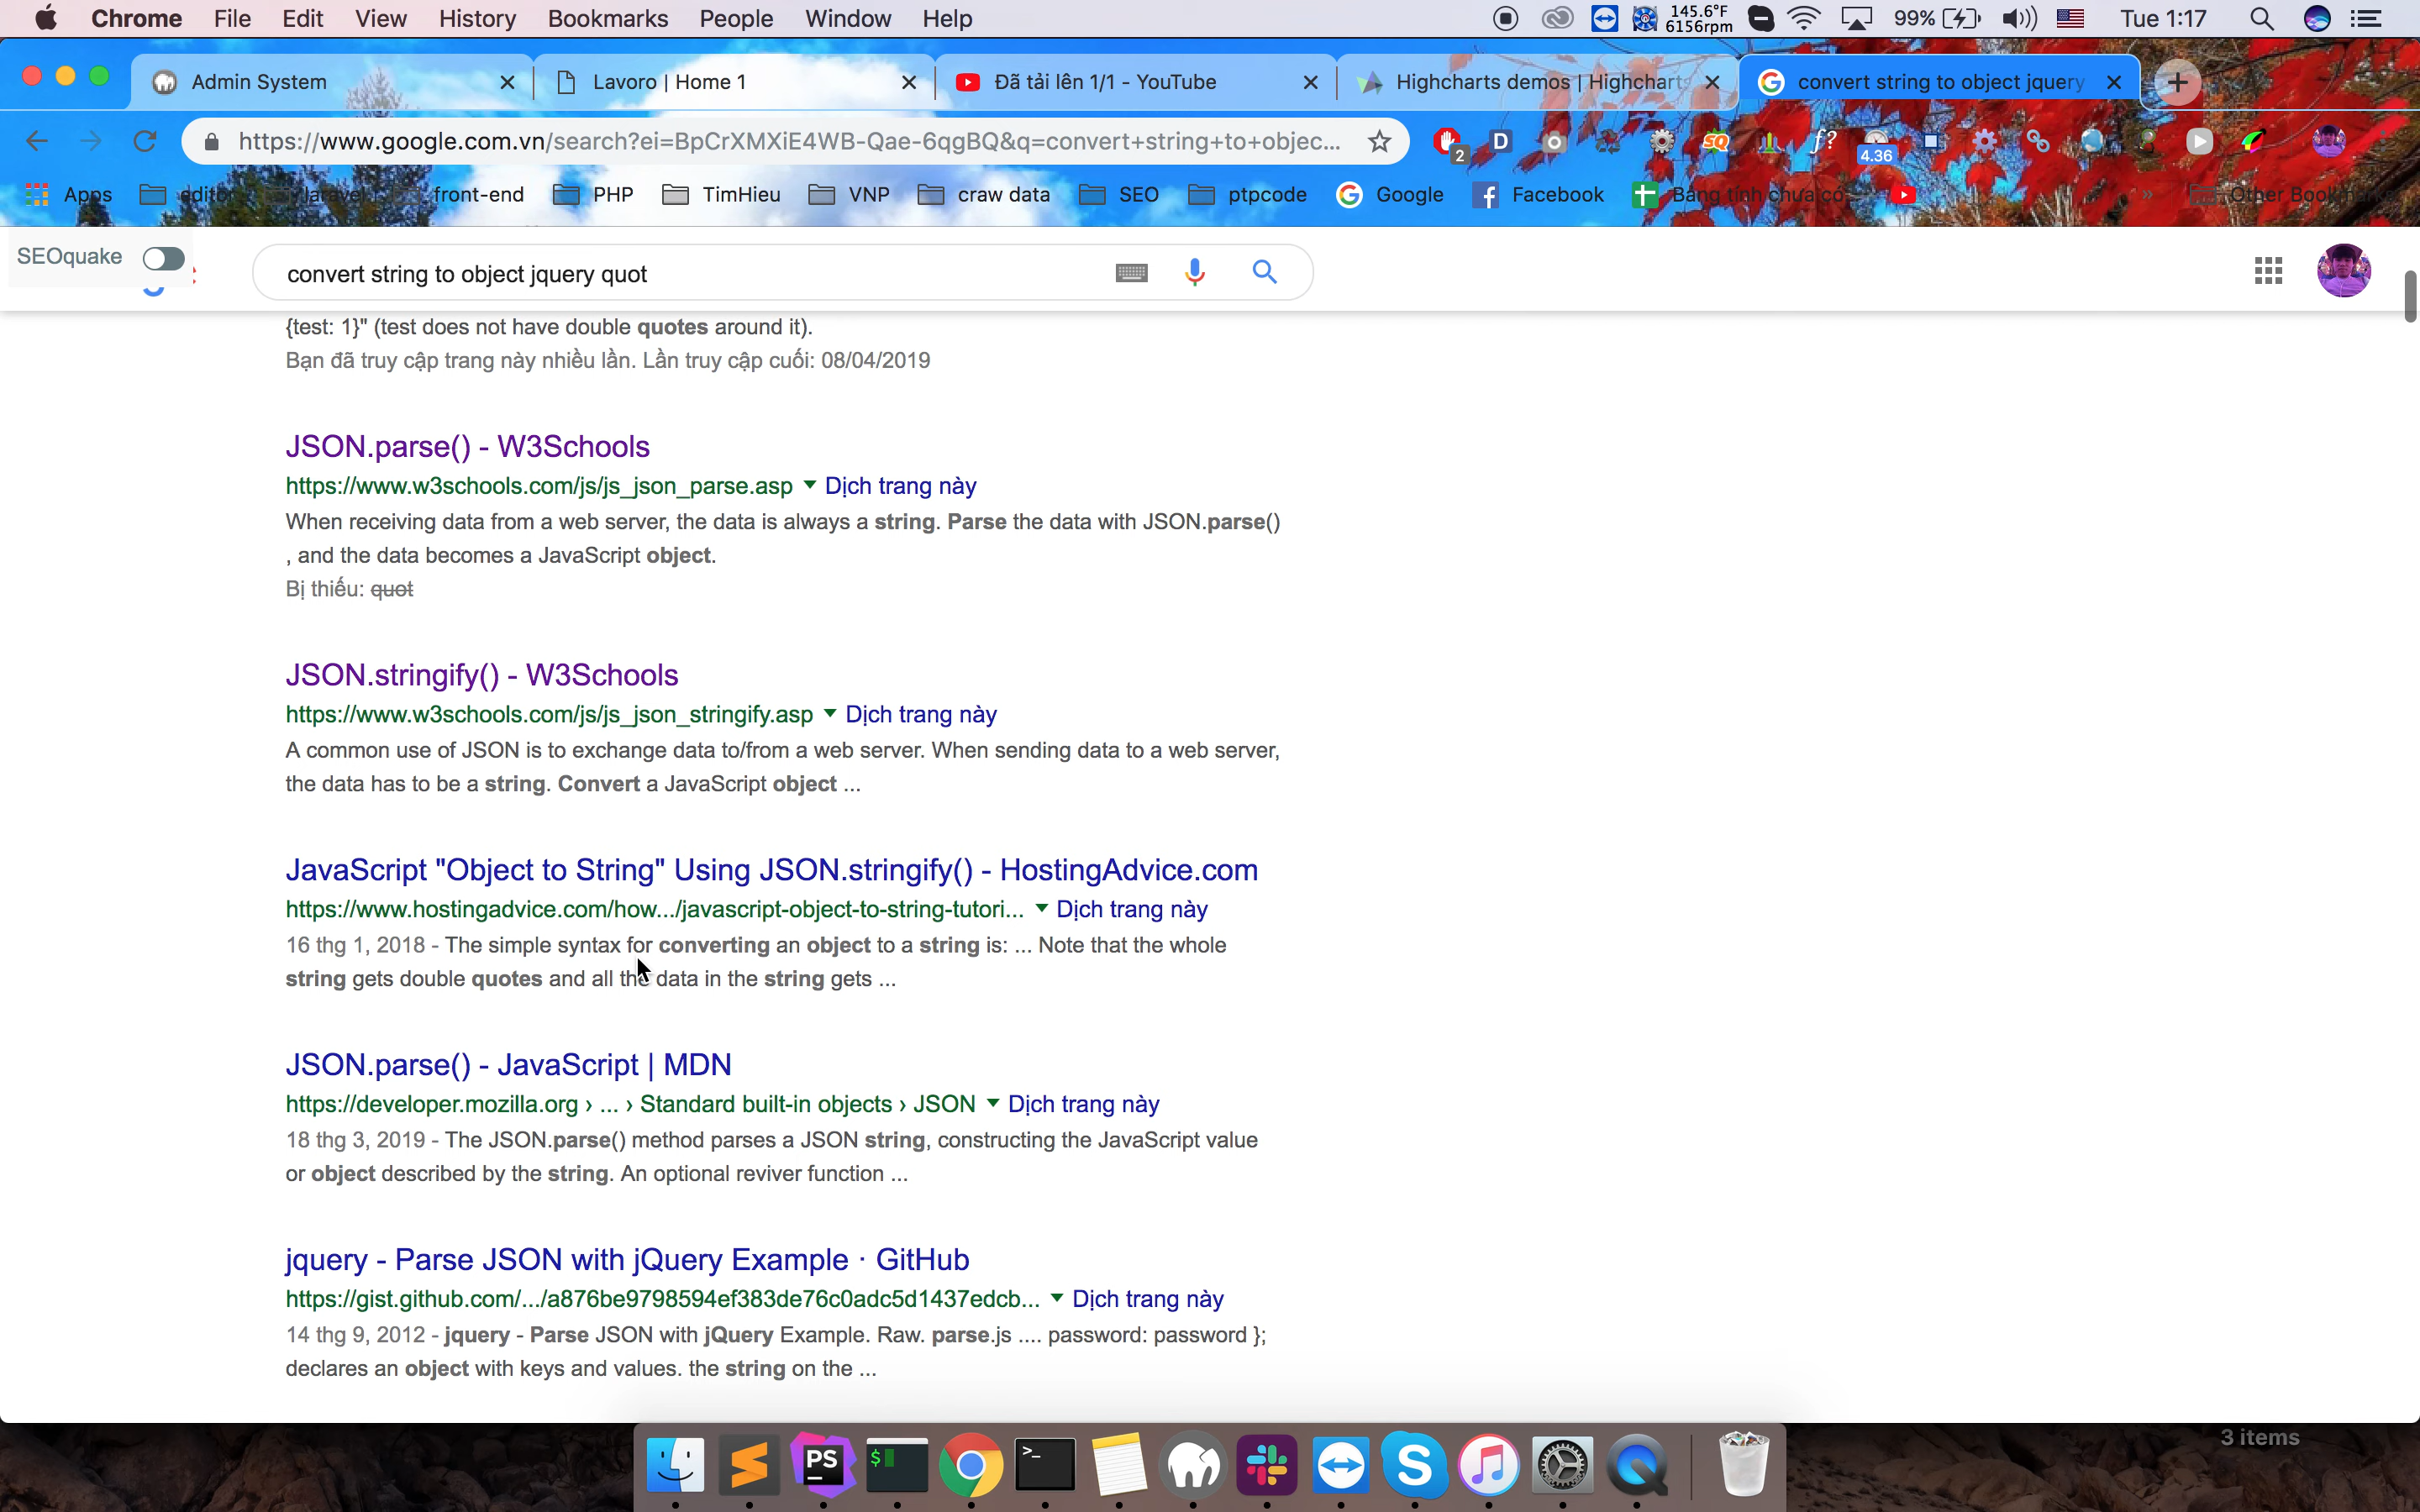 Chrome File Edit View History Bookmarks People Window Help 145.6°F 6156rpm 99% Tue 1:17
Admin System Lavoro | Home 1 Đã tải lên 1/1 - YouTube Highcharts demos | Highchart convert string to object jquery
https://www.google.com.vn/search?ei=BpCrXMXiE4WB-Qae-6qgBQ&q=convert+string+to+objec... 2 D SQ f? 4.36
Apps editor laravel front-end PHP TimHieu VNP craw data SEO ptpcode Google Facebook Bảng tính chưa có » Other Bookmarks
SEOquake
convert string to object jquery quot
{test: 1}" (test does not have double quotes around it).
Bạn đã truy cập trang này nhiều lần. Lần truy cập cuối: 08/04/2019
JSON.parse() - W3Schools
https://www.w3schools.com/js/js_json_parse.asp Dịch trang này
When receiving data from a web server, the data is always a string. Parse the data with JSON.parse()
, and the data becomes a JavaScript object.
Bị thiếu: quot
JSON.stringify() - W3Schools
https://www.w3schools.com/js/js_json_stringify.asp Dịch trang này
A common use of JSON is to exchange data to/from a web server. When sending data to a web server,
the data has to be a string. Convert a JavaScript object ...
JavaScript "Object to String" Using JSON.stringify() - HostingAdvice.com
https://www.hostingadvice.com/how.../javascript-object-to-string-tutori... Dịch trang này
16 thg 1, 2018 - The simple syntax for converting an object to a string is: ... Note that the whole
string gets double quotes and all the data in the string gets ...
JSON.parse() - JavaScript | MDN
https://developer.mozilla.org › ... › Standard built-in objects › JSON Dịch trang này
18 thg 3, 2019 - The JSON.parse() method parses a JSON string, constructing the JavaScript value
or object described by the string. An optional reviver function ...
jquery - Parse JSON with jQuery Example · GitHub
https://gist.github.com/.../a876be9798594ef383de76c0adc5d1437edcb... Dịch trang này
14 thg 9, 2012 - jquery - Parse JSON with jQuery Example. Raw. parse.js .... password: password };
declares an object with keys and values. the string on the ...
3 items
PS